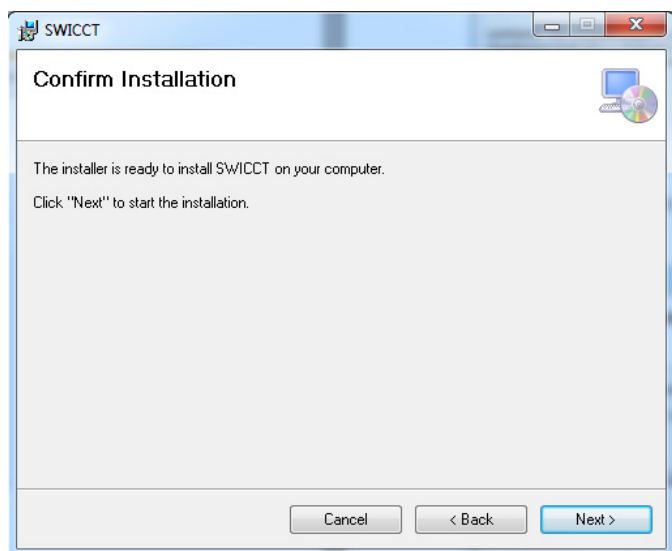 SWICCT
Confirm Installation
The installer is ready to install SWICCT on your computer.
Click "Next" to start the installation.
Cancel
< Back
Next >